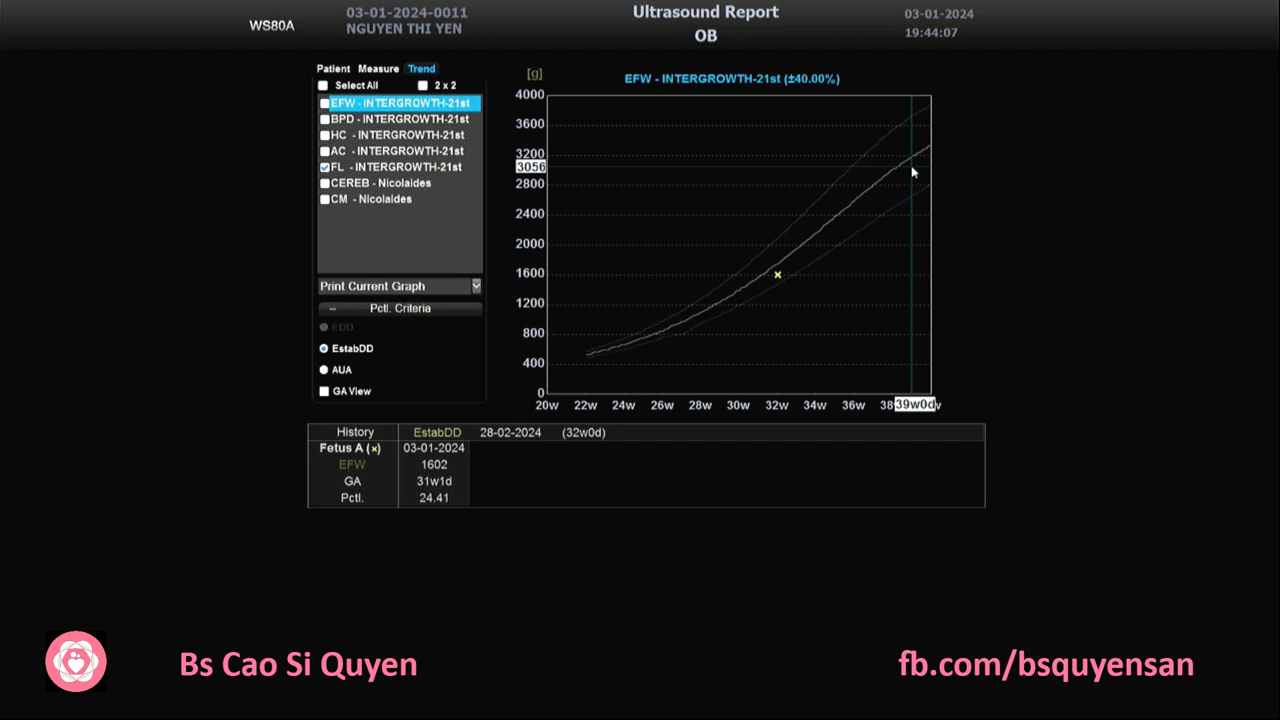 WS80A
03-01-2024-0011
NGUYEN THI YEN
Ultrasound Report
OB
03-01-2024
19:44:07
Patient Measure Trend
Select All 2 x 2
EFW - INTERGROWTH-21st
BPD - INTERGROWTH-21st
HC - INTERGROWTH-21st
AC - INTERGROWTH-21st
FL - INTERGROWTH-21st
CEREB - Nicolaides
CM - Nicolaides
Print Current Graph
Pctl. Criteria
EDD
EstabDD
AUA
GA View
[g]
EFW - INTERGROWTH-21st (±40.00%)
4000
3600
3200
3056
2800
2400
2000
1600
1200
800
400
0
20w 22w 24w 26w 28w 30w 32w 34w 36w 38 39w0d w
History EstabDD 28-02-2024 (32w0d)
Fetus A (×) 03-01-2024
EFW 1602
GA 31w1d
Pctl. 24.41
Bs Cao Si Quyen
fb.com/bsquyensan